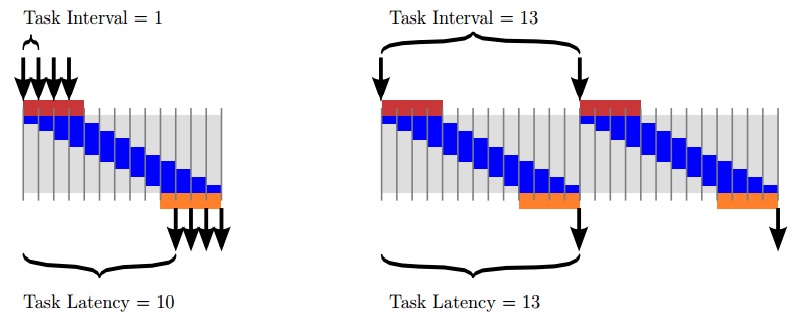 Task Interval = 1
Task Interval = 13
Task Latency = 10
Task Latency = 13